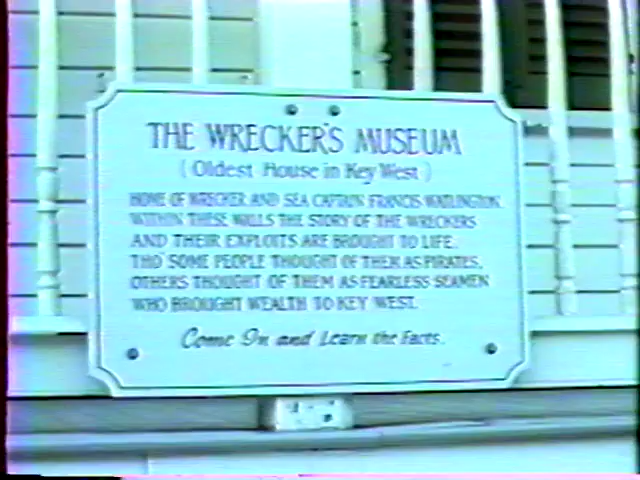 THE WRECKER'S MUSEUM
(Oldest House in Key West)
HOME OF WRECKER AND SEA CAPTAIN FRANCIS WATLINGTON.
WITHIN THESE WALLS THE STORY OF THE WRECKERS
AND THEIR EXPLOITS ARE BROUGHT TO LIFE.
THO' SOME PEOPLE THOUGHT OF THEM AS PIRATES,
OTHERS THOUGHT OF THEM AS FEARLESS SEAMEN
WHO BROUGHT WEALTH TO KEY WEST.
Come In and Learn the Facts.